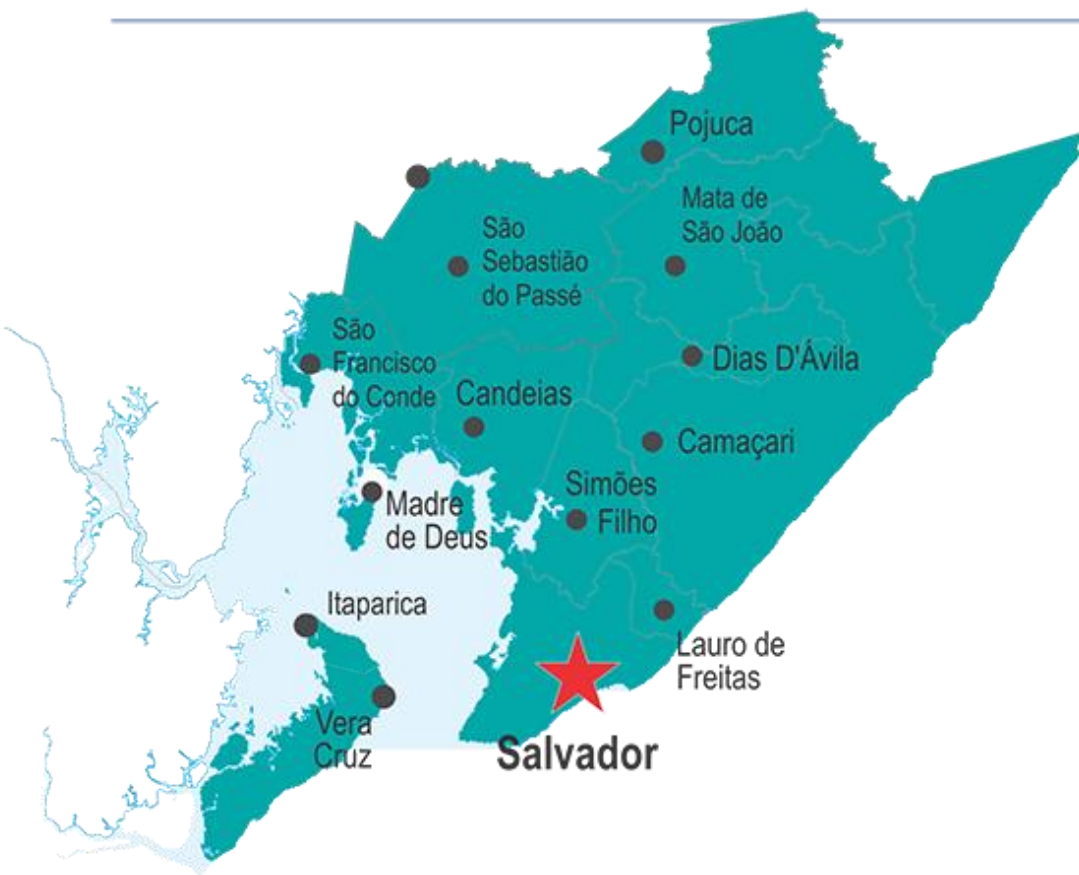 Pojuca
Mata de
São João
São
Sebastião
do Passé
São
Francisco
do Conde
Dias D'Ávila
Candeias
Camaçari
Simões
Filho
Madre
de Deus
Itaparica
Lauro de
Freitas
Vera
Cruz
Salvador